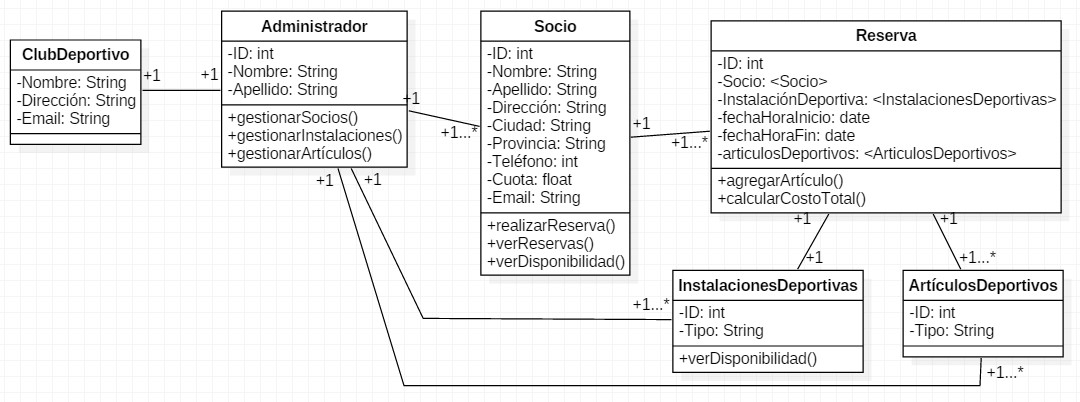 ClubDeportivo
-Nombre: String
-Dirección: String
-Email: String
+1
+1
Administrador
-ID: int
-Nombre: String
-Apellido: String
+gestionarSocios()
+gestionarInstalaciones()
+gestionarArtículos()
+1
+1...*
+1
+1
Socio
-ID: int
-Nombre: String
-Apellido: String
-Dirección: String
-Ciudad: String
-Provincia: String
-Teléfono: int
-Cuota: float
-Email: String
+realizarReserva()
+verReservas()
+verDisponibilidad()
+1
+1...*
Reserva
-ID: int
-Socio: <Socio>
-InstalaciónDeportiva: <InstalacionesDeportivas>
-fechaHoraInicio: date
-fechaHoraFin: date
-articulosDeportivos: <ArticulosDeportivos>
+agregarArtículo()
+calcularCostoTotal()
+1
+1
+1
+1...*
+1...*
InstalacionesDeportivas
-ID: int
-Tipo: String
+verDisponibilidad()
ArtículosDeportivos
-ID: int
-Tipo: String
+1...*